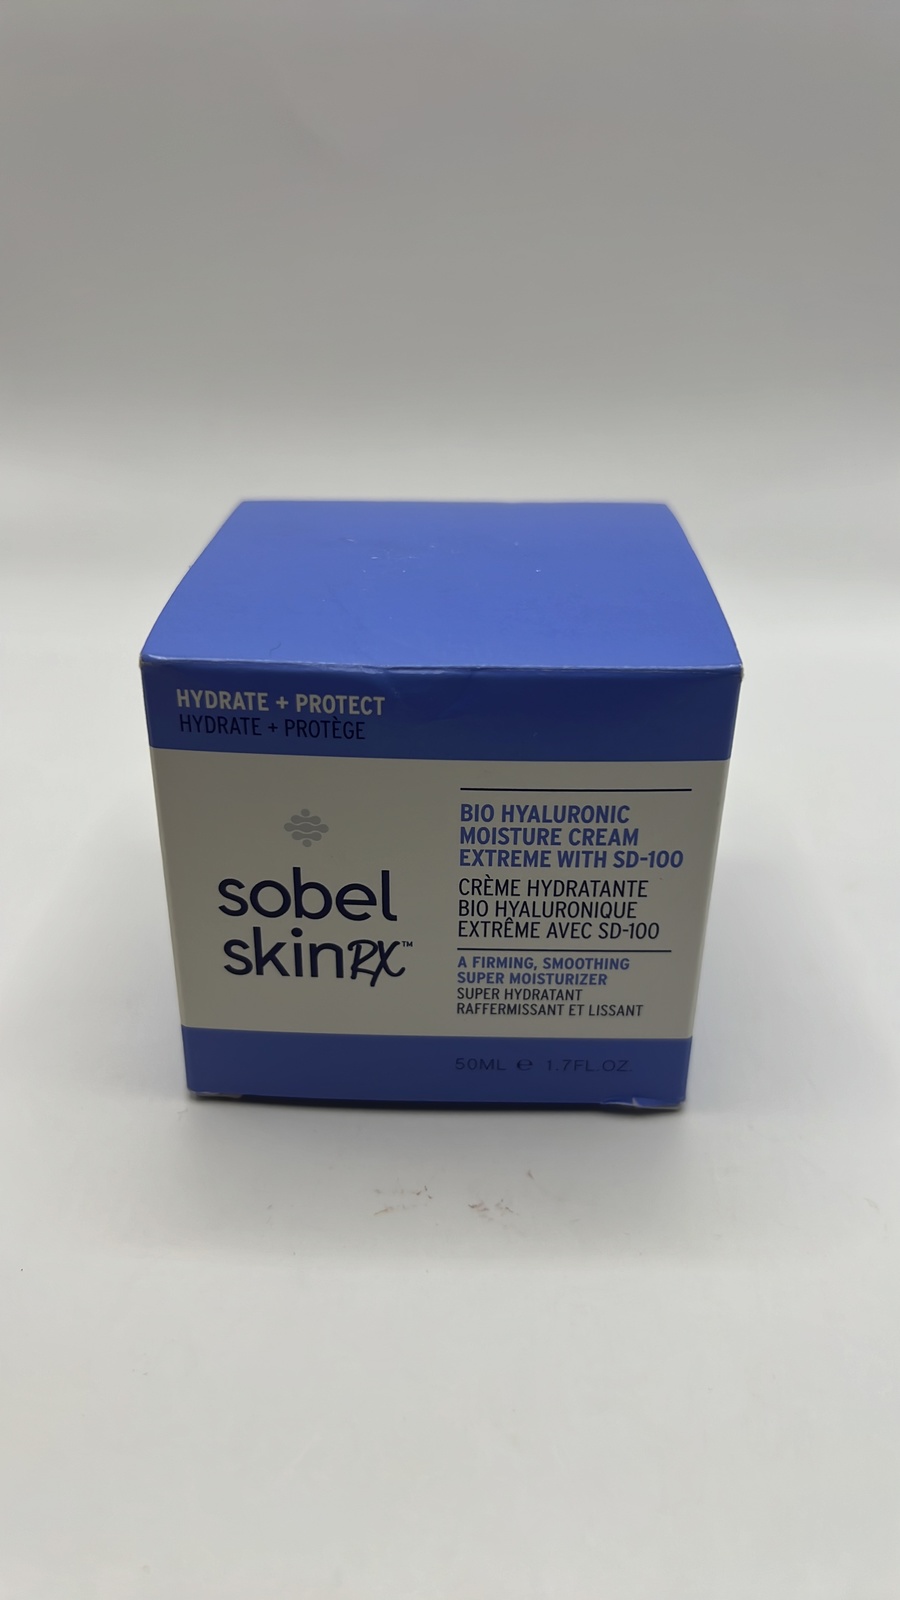 HYDRATE + PROTECT
HYDRATE + PROTÈGE
sobel
skinRX™
BIO HYALURONIC
MOISTURE CREAM
EXTREME WITH SD-100
CRÈME HYDRATANTE
BIO HYALURONIQUE
EXTRÊME AVEC SD-100
A FIRMING, SMOOTHING
SUPER MOISTURIZER
SUPER HYDRATANT
RAFFERMISSANT ET LISSANT
50ML ℮ 1.7FL.OZ.